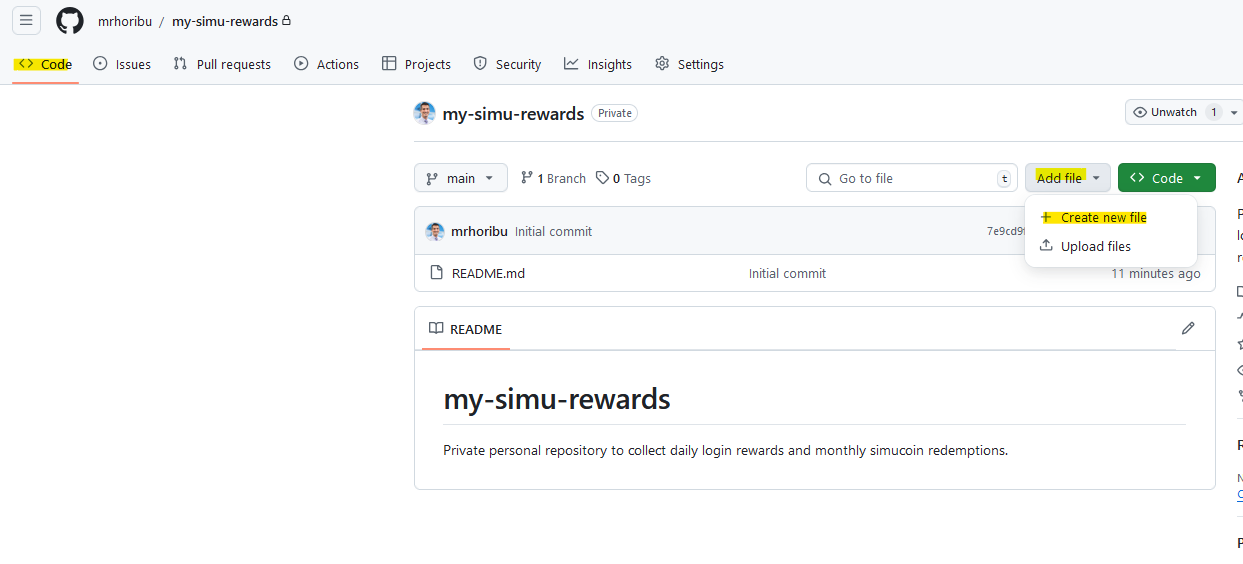 mrhoribu / my-simu-rewards
Code Issues Pull requests Actions Projects Security Insights Settings
my-simu-rewards Private
Unwatch 1
main 1 Branch 0 Tags
Go to file t
Add file
Code
Create new file
Upload files
mrhoribu Initial commit
README.md Initial commit 11 minutes ago
README
my-simu-rewards
Private personal repository to collect daily login rewards and monthly simucoin redemptions.